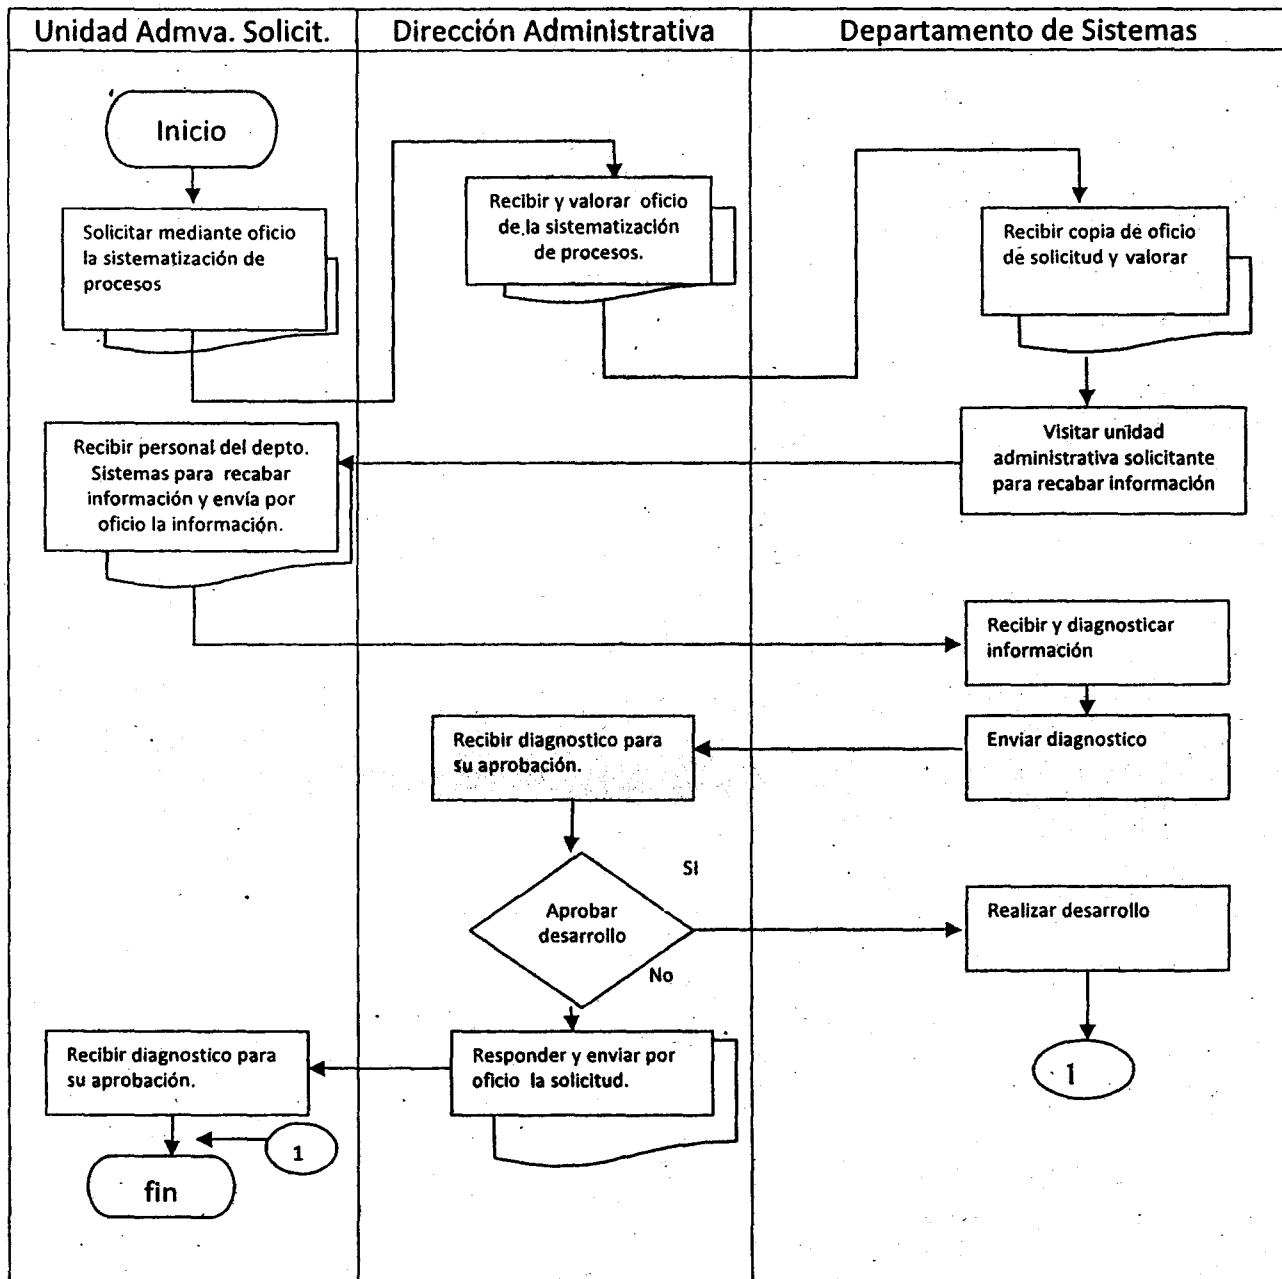 Unidad Admva. Solicit.
Dirección Administrativa
Departamento de Sistemas
Inicio
Solicitar mediante oficio
la sistematización de
procesos
Recibir y valorar oficio
de la sistematización
de procesos.
Recibir copia de oficio
de solicitud y valorar
Visitar unidad
administrativa solicitante
para recabar información
Recibir personal del depto.
Sistemas para recabar
información y envía por
oficio la información.
Recibir y diagnosticar
información
Enviar diagnostico
Recibir diagnostico para
su aprobación.
Si
Aprobar
desarrollo
No
Realizar desarrollo
1
Responder y enviar por
oficio la solicitud.
Recibir diagnostico para
su aprobación.
1
fin